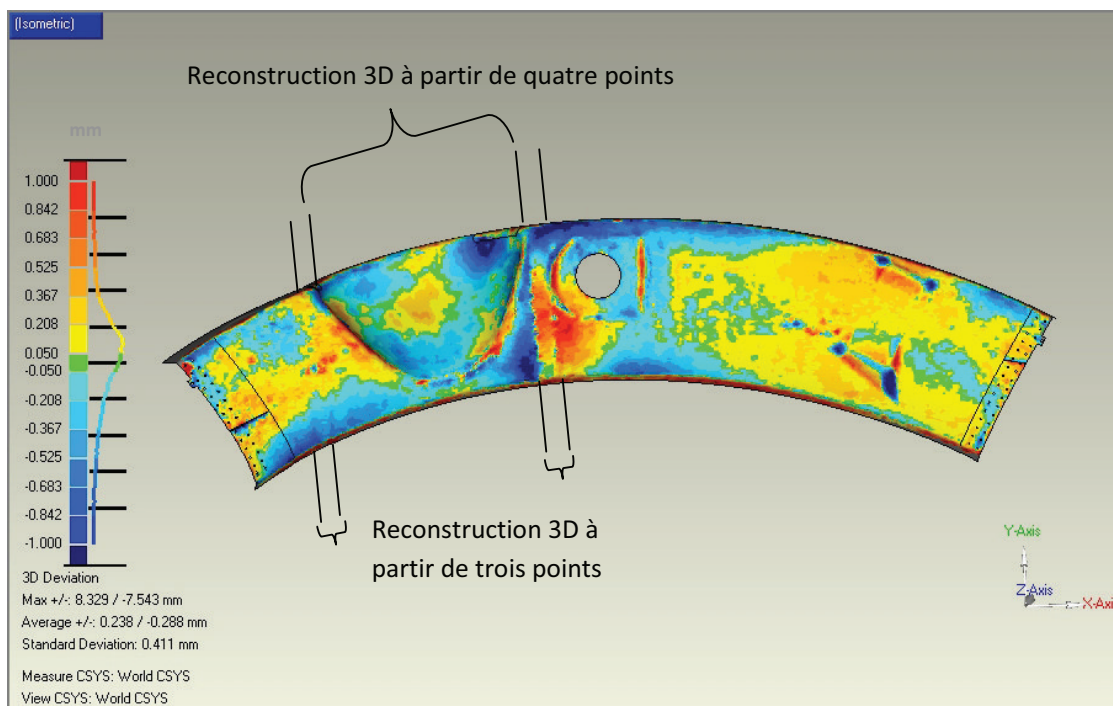 (Isometric)
Reconstruction 3D à partir de quatre points
mm
1.000
0.842
0.683
0.525
0.367
0.208
0.050
-0.050
-0.208
-0.367
-0.525
-0.683
-0.842
-1.000
Reconstruction 3D à
partir de trois points
3D Deviation
Max +/-: 8.329 / -7.543 mm
Average +/-: 0.238 / -0.288 mm
Standard Deviation: 0.411 mm
Measure CSYS: World CSYS
View CSYS: World CSYS
Y-Axis
Z-Axis
X-Axi